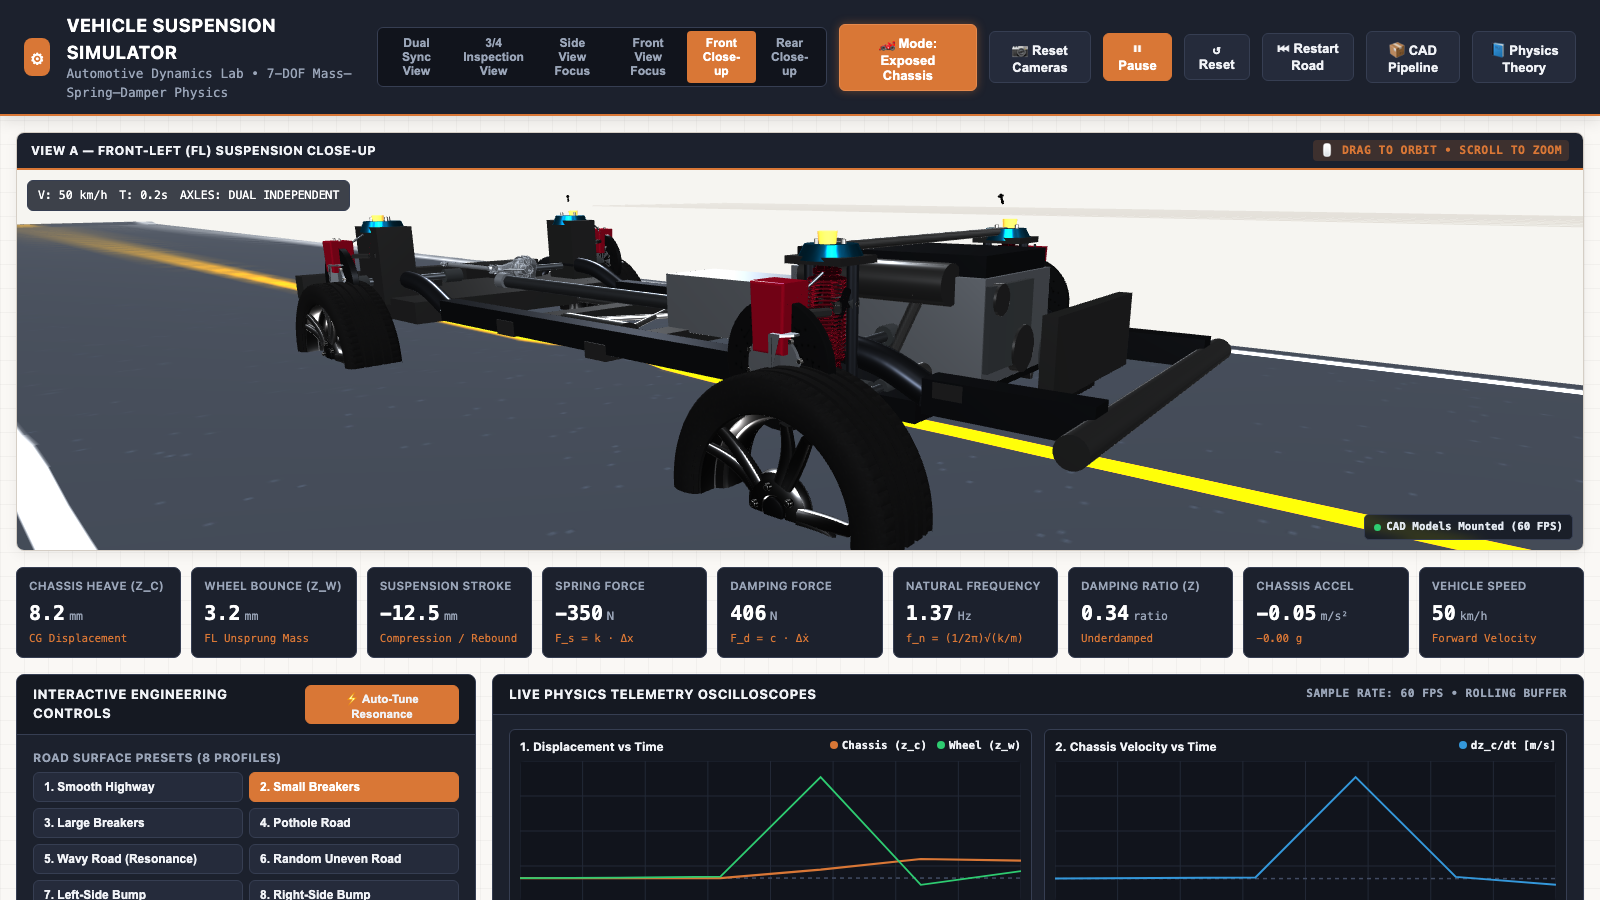 VEHICLE SUSPENSION
SIMULATOR
Automotive Dynamics Lab • 7-DOF Mass–
Spring–Damper Physics
Dual
Sync
View
3/4
Inspection
View
Side
View
Focus
Front
View
Focus
Front
Close-
up
Rear
Close-
up
🏎️ Mode:
Exposed
Chassis
📷 Reset
Cameras
⏸
Pause
↺
Reset
⏮ Restart
Road
📦 CAD
Pipeline
📘 Physics
Theory
VIEW A — FRONT-LEFT (FL) SUSPENSION CLOSE-UP
🖱️ DRAG TO ORBIT • SCROLL TO ZOOM
V: 50 km/h T: 0.2s AXLES: DUAL INDEPENDENT
● CAD Models Mounted (60 FPS)
CHASSIS HEAVE (Z_C)
8.2 mm
CG Displacement
WHEEL BOUNCE (Z_W)
3.2 mm
FL Unsprung Mass
SUSPENSION STROKE
−12.5 mm
Compression / Rebound
SPRING FORCE
−350 N
F_s = k · Δx
DAMPING FORCE
406 N
F_d = c · Δẋ
NATURAL FREQUENCY
1.37 Hz
f_n = (1/2π)√(k/m)
DAMPING RATIO (Z)
0.34 ratio
Underdamped
CHASSIS ACCEL
−0.05 m/s²
−0.00 g
VEHICLE SPEED
50 km/h
Forward Velocity
INTERACTIVE ENGINEERING
CONTROLS
⚡ Auto-Tune
Resonance
ROAD SURFACE PRESETS (8 PROFILES)
1. Smooth Highway
2. Small Breakers
3. Large Breakers
4. Pothole Road
5. Wavy Road (Resonance)
6. Random Uneven Road
7. Left-Side Bump
8. Right-Side Bump
LIVE PHYSICS TELEMETRY OSCILLOSCOPES
SAMPLE RATE: 60 FPS • ROLLING BUFFER
1. Displacement vs Time
Chassis (z_c)
Wheel (z_w)
2. Chassis Velocity vs Time
dz_c/dt [m/s]